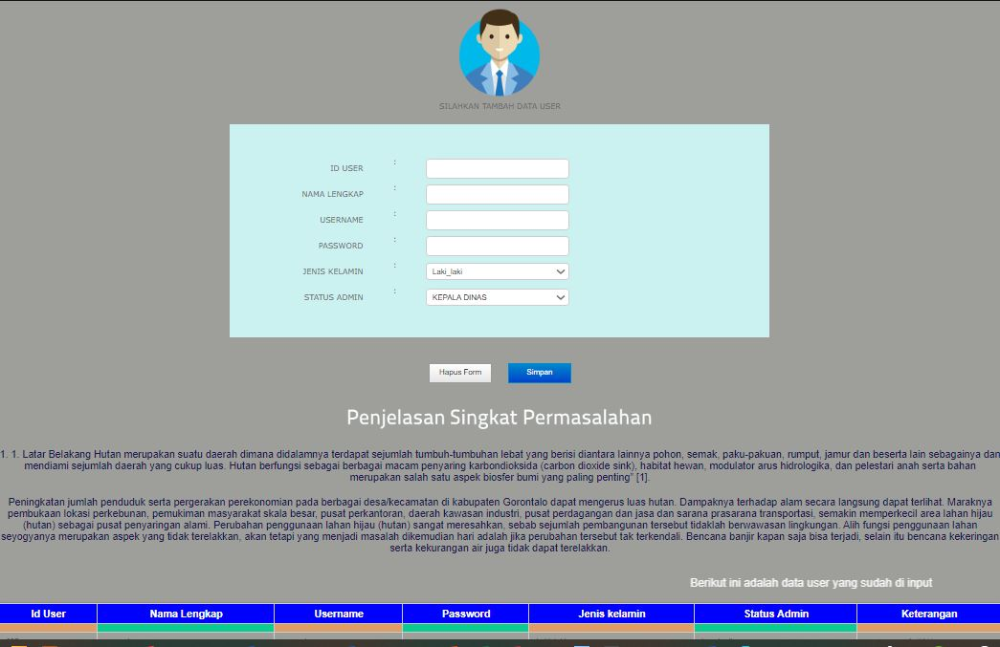 SILAHKAN TAMBAH DATA USER
ID USER :
NAMA LENGKAP :
USERNAME :
PASSWORD :
JENIS KELAMIN : Laki_laki
STATUS ADMIN : KEPALA DINAS
Hapus Form Simpan
Penjelasan Singkat Permasalahan
1. 1. Latar Belakang Hutan merupakan suatu daerah dimana didalamnya terdapat sejumlah tumbuh-tumbuhan lebat yang berisi diantara lainnya pohon, semak, paku-pakuan, rumput, jamur dan beserta lain sebagainya dan
mendiami sejumlah daerah yang cukup luas. Hutan berfungsi sebagai berbagai macam penyaring karbondioksida (carbon dioxide sink), habitat hewan, modulator arus hidrologika, dan pelestari anah serta bahan
merupakan salah satu aspek biosfer bumi yang paling penting” [1].
Peningkatan jumlah penduduk serta pergerakan perekonomian pada berbagai desa/kecamatan di kabupaten Gorontalo dapat mengerus luas hutan. Dampaknya terhadap alam secara langsung dapat terlihat. Maraknya
pembukaan lokasi perkebunan, pemukiman masyarakat skala besar, pusat perkantoran, daerah kawasan industri, pusat perdagangan dan jasa dan sarana prasarana transportasi, semakin memperkecil area lahan hijau
(hutan) sebagai pusat penyaringan alami. Perubahan penggunaan lahan hijau (hutan) sangat meresahkan, sebab sejumlah pembangunan tersebut tidaklah berwawasan lingkungan. Alih fungsi penggunaan lahan
seyogyanya merupakan aspek yang tidak terelakkan, akan tetapi yang menjadi masalah dikemudian hari adalah jika perubahan tersebut tak terkendali. Bencana banjir kapan saja bisa terjadi, selain itu bencana kekeringan
serta kekurangan air juga tidak dapat terelakkan.
Berikut ini adalah data user yang sudah di input
Id User Nama Lengkap Username Password Jenis kelamin Status Admin Keterangan